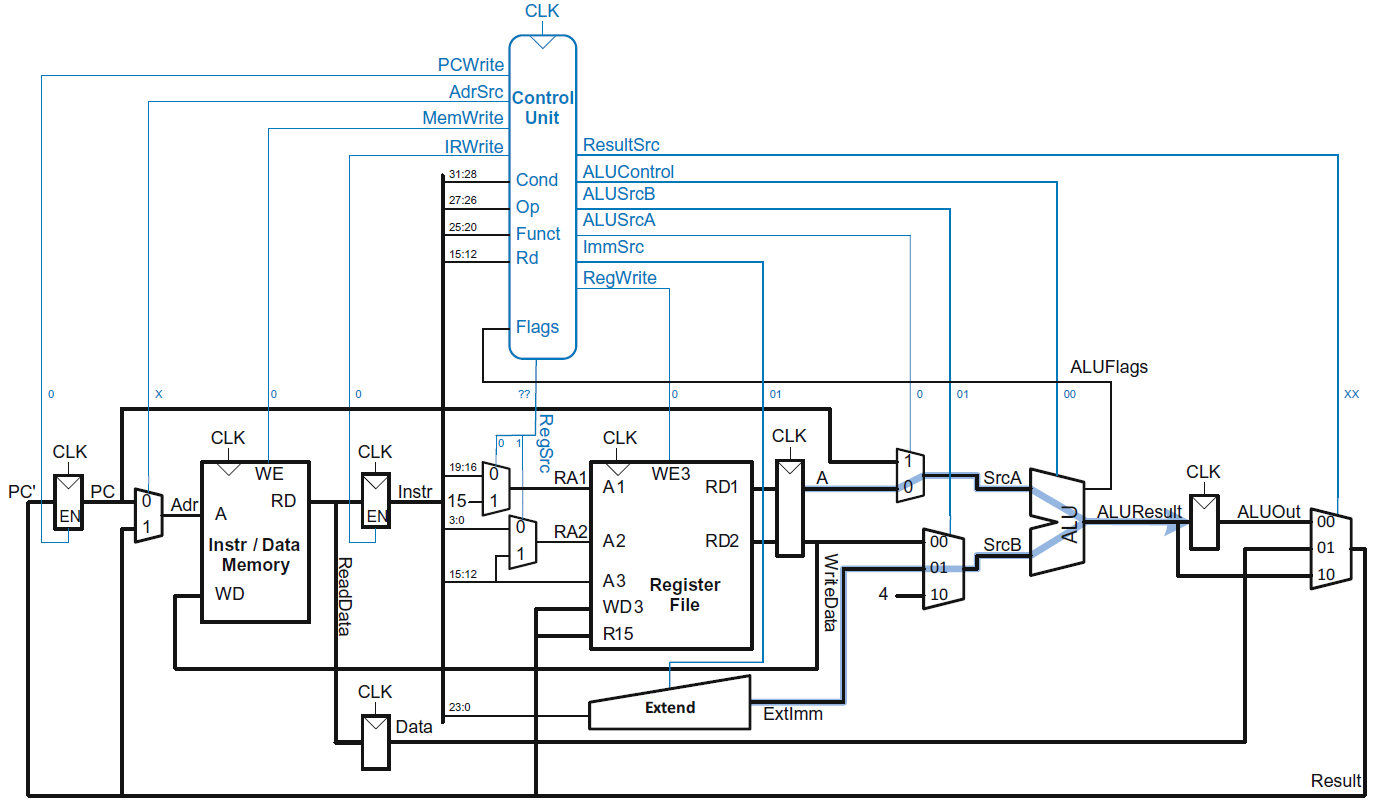 CLK
PCWrite
AdrSrc
MemWrite
IRWrite
Control
Unit
ResultSrc
ALUControl
ALUSrcB
ALUSrcA
ImmSrc
RegWrite
31:28
Cond
27:26
Op
25:20
Funct
15:12
Rd
Flags
ALUFlags
0
X
0
0
??
0
01
0
01
00
XX
RegSrc
0
1
CLK
CLK
CLK
CLK
CLK
CLK
PC'
PC
EN
0
1
Adr
WE
RD
A
Instr / Data
Memory
WD
ReadData
EN
Instr
19:16
15
3:0
15:12
0
1
0
1
RA1
RA2
A1
A2
A3
WD3
R15
WE3
RD1
RD2
Register
File
A
WriteData
1
0
SrcA
00
01
10
4
SrcB
ALU
ALUResult
ALUOut
00
01
10
CLK
Data
23:0
Extend
ExtImm
Result